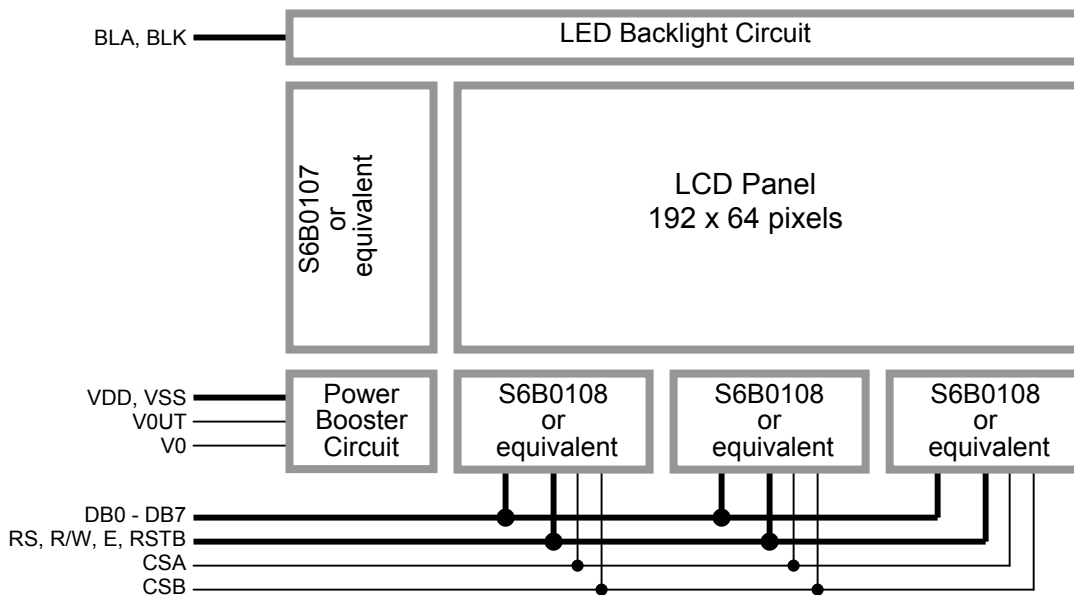 BLA, BLK
LED Backlight Circuit
S6B0107
or
equivalent
LCD Panel
192 x 64 pixels
VDD, VSS
V0UT
V0
Power
Booster
Circuit
S6B0108
or
equivalent
S6B0108
or
equivalent
S6B0108
or
equivalent
DB0 - DB7
RS, R/W, E, RSTB
CSA
CSB